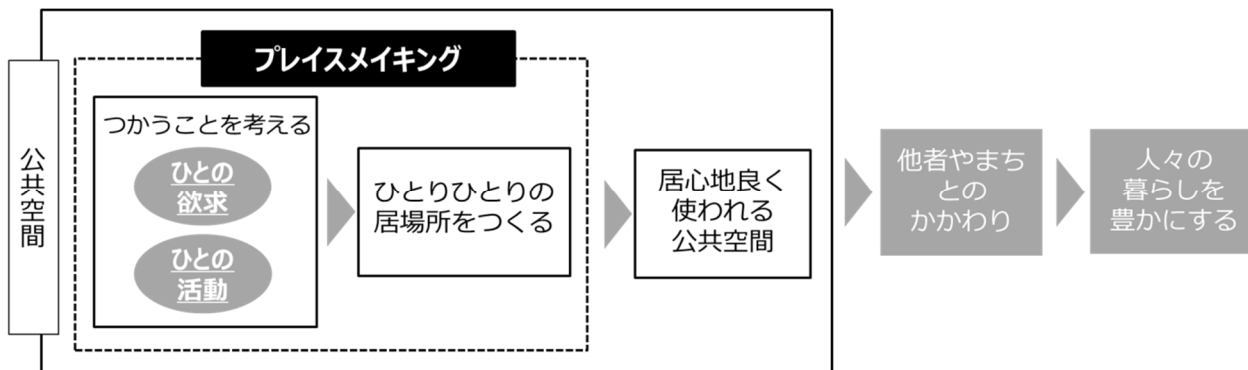 プレイスメイキング
公共空間
つかうことを考える
ひとの
欲求
ひとの
活動
ひとりひとりの
居場所をつくる
居心地良く
使われる
公共空間
他者やまち
との
かかわり
人々の
暮らしを
豊かにする